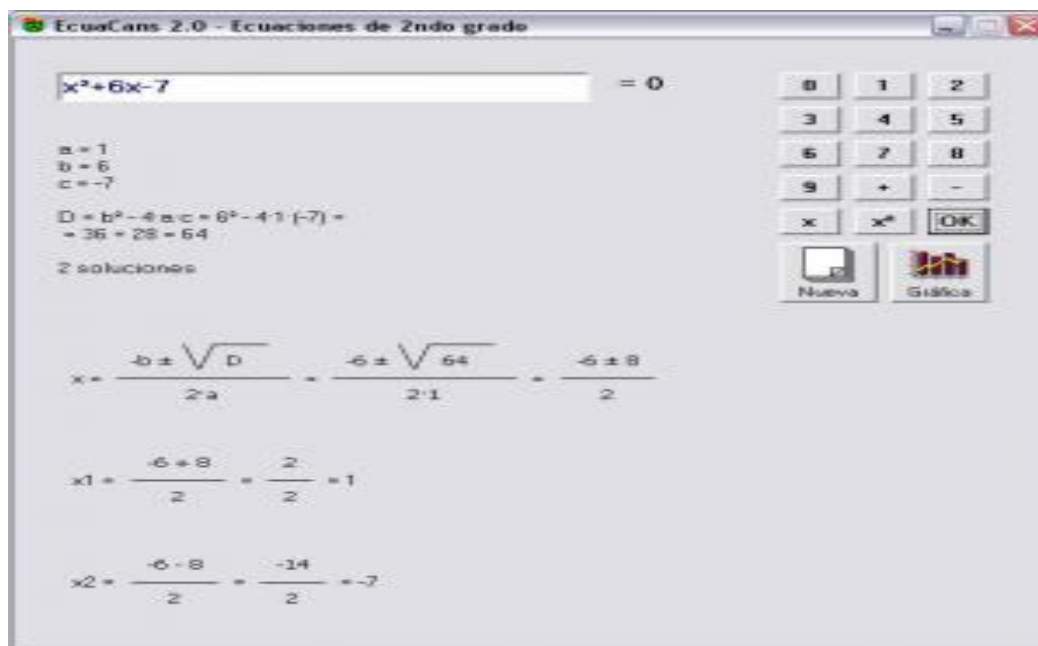 EcuaCans 2.0 - Ecuaciones de 2ndo grado
x²+6x-7 = 0
a = 1
b = 6
c = -7
D = b² - 4·a·c = 6² - 4·1·(-7) =
= 36 + 28 = 64
2 soluciones
0 1 2
3 4 5
6 7 8
9 + -
x x² OK
Nueva Gráfica
x = -b ± √D / 2·a = -6 ± √64 / 2·1 = -6 ± 8 / 2
x1 = -6 + 8 / 2 = 2 / 2 = 1
x2 = -6 - 8 / 2 = -14 / 2 = -7